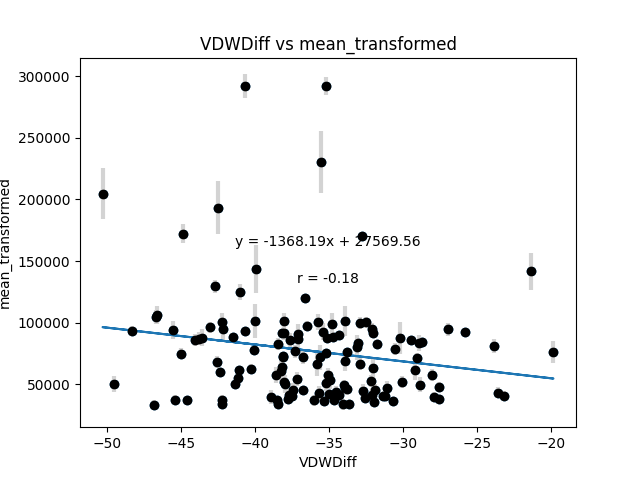 VDWDiff vs mean_transformed
mean_transformed
300000
250000
200000
150000
100000
50000
y = -1368.19x + 27569.56
r = -0.18
−50 −45 −40 −35 −30 −25 −20
VDWDiff